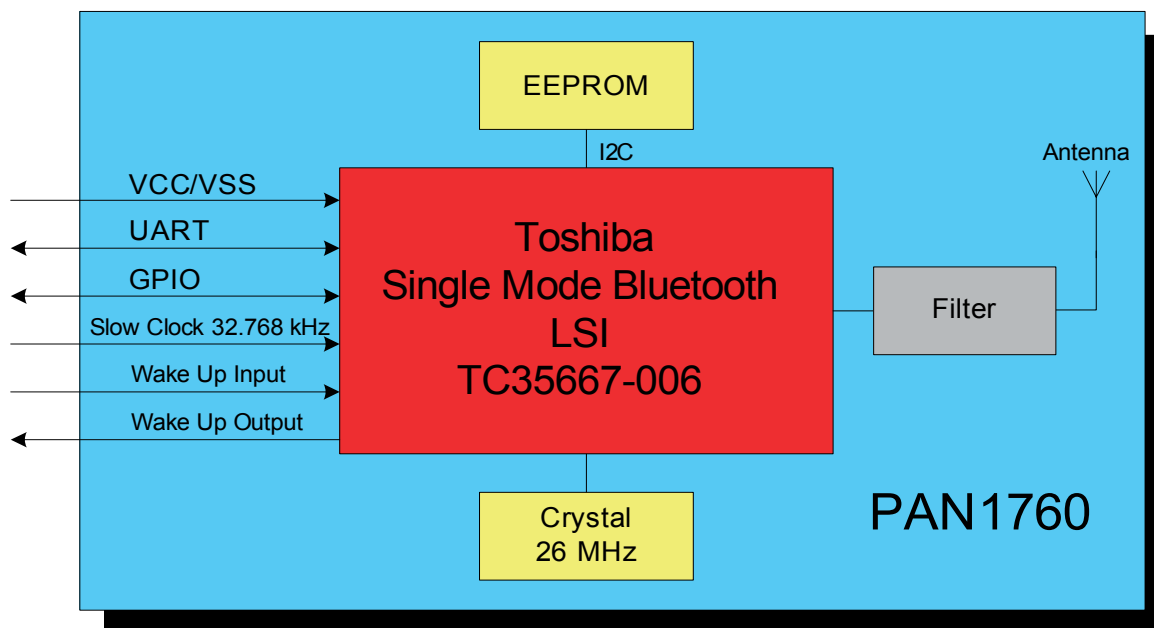 EEPROM
I2C
Antenna
VCC/VSS
UART
GPIO
Slow Clock 32.768 kHz
Wake Up Input
Wake Up Output
Toshiba
Single Mode Bluetooth
LSI
TC35667-006
Filter
Crystal
26 MHz
PAN1760